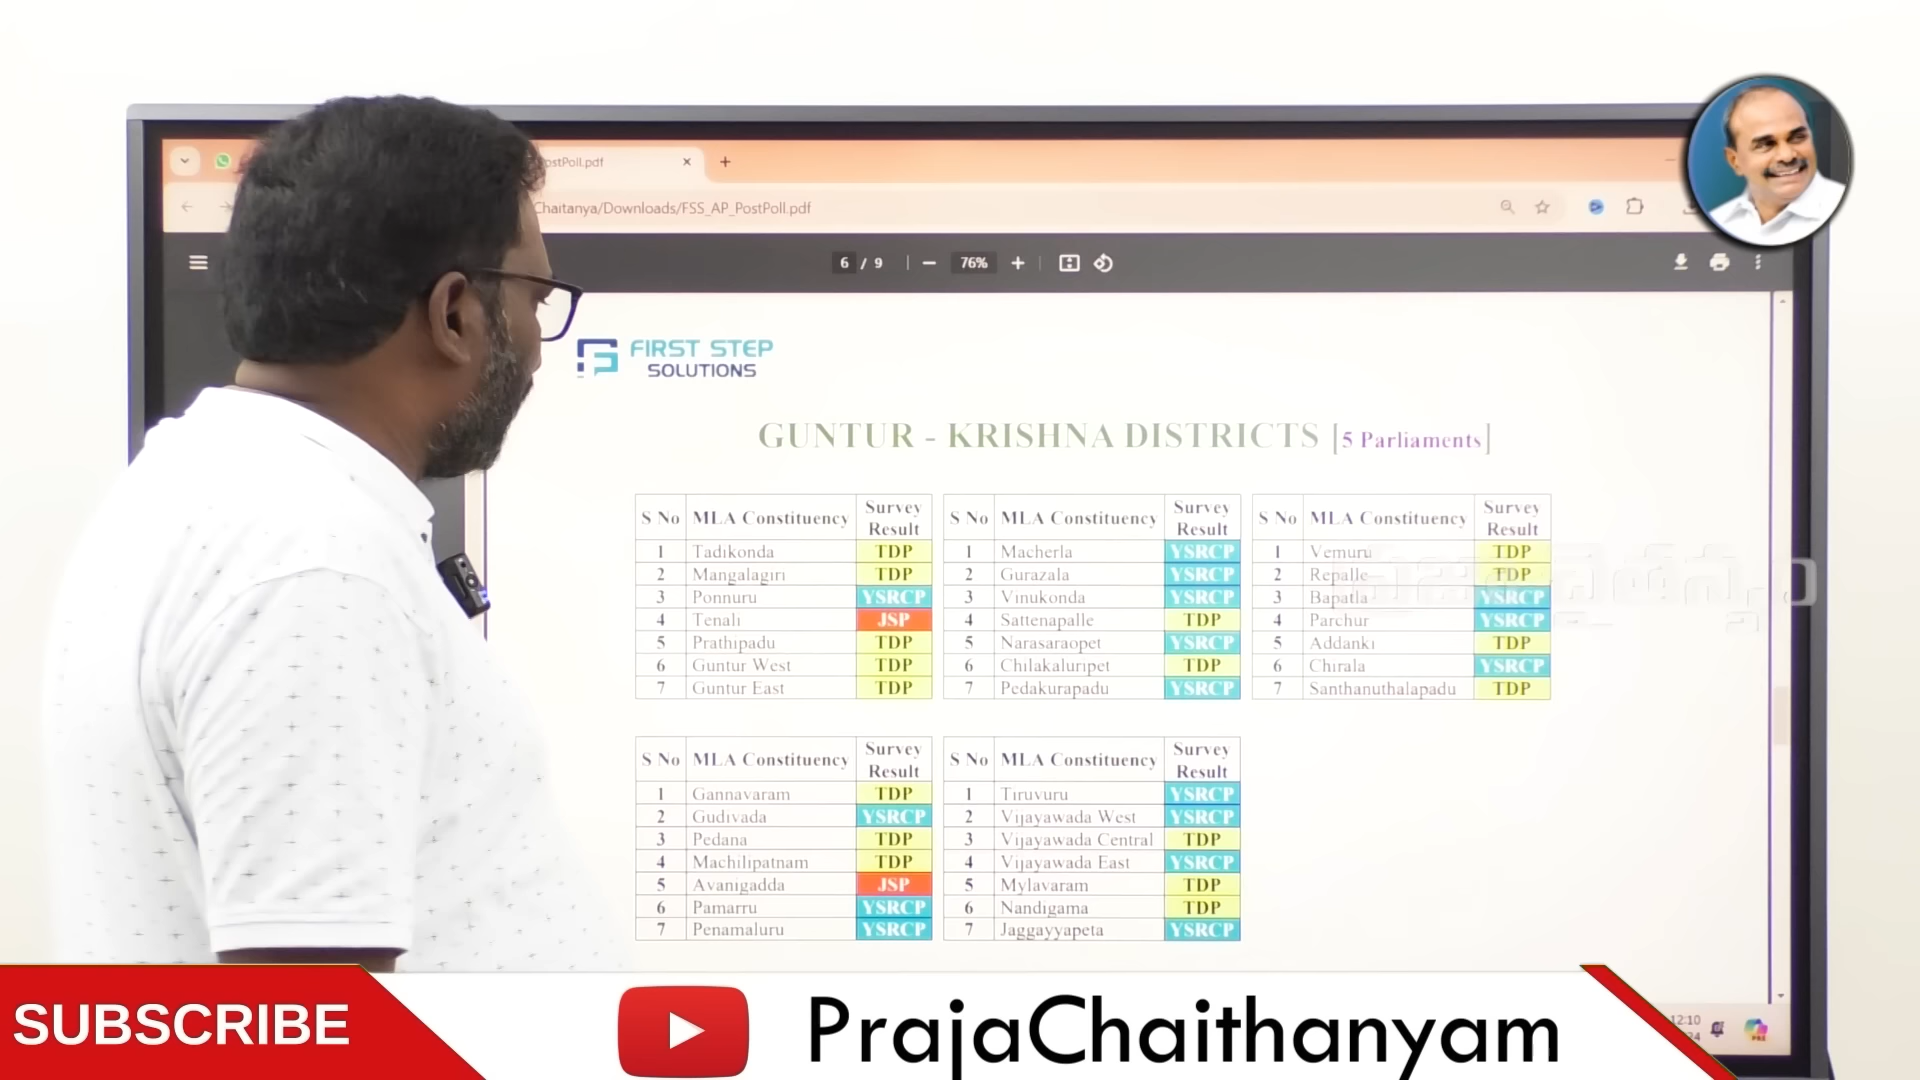 ostPoll.pdf
Chaitanya/Downloads/FSS_AP_PostPoll.pdf
6 / 9
76%
FIRST STEP
SOLUTIONS
GUNTUR - KRISHNA DISTRICTS [5 Parliaments]
S No MLA Constituency Survey Result
1 Tadikonda TDP
2 Mangalagiri TDP
3 Ponnuru YSRCP
4 Tenali JSP
5 Prathipadu TDP
6 Guntur West TDP
7 Guntur East TDP
S No MLA Constituency Survey Result
1 Macherla YSRCP
2 Gurazala YSRCP
3 Vinukonda YSRCP
4 Sattenapalle TDP
5 Narasaraopet YSRCP
6 Chilakaluripet TDP
7 Pedakurapadu YSRCP
S No MLA Constituency Survey Result
1 Vemuru TDP
2 Repalle TDP
3 Bapatla YSRCP
4 Parchur YSRCP
5 Addanki TDP
6 Chirala YSRCP
7 Santhanuthalapadu TDP
S No MLA Constituency Survey Result
1 Gannavaram TDP
2 Gudivada YSRCP
3 Pedana TDP
4 Machilipatnam TDP
5 Avanigadda JSP
6 Pamarru YSRCP
7 Penamaluru YSRCP
S No MLA Constituency Survey Result
1 Tiruvuru YSRCP
2 Vijayawada West YSRCP
3 Vijayawada Central TDP
4 Vijayawada East YSRCP
5 Mylavaram TDP
6 Nandigama TDP
7 Jaggayyapeta YSRCP
ప్రజాచైతన్యం
12:10
SUBSCRIBE
PrajaChaithanyam